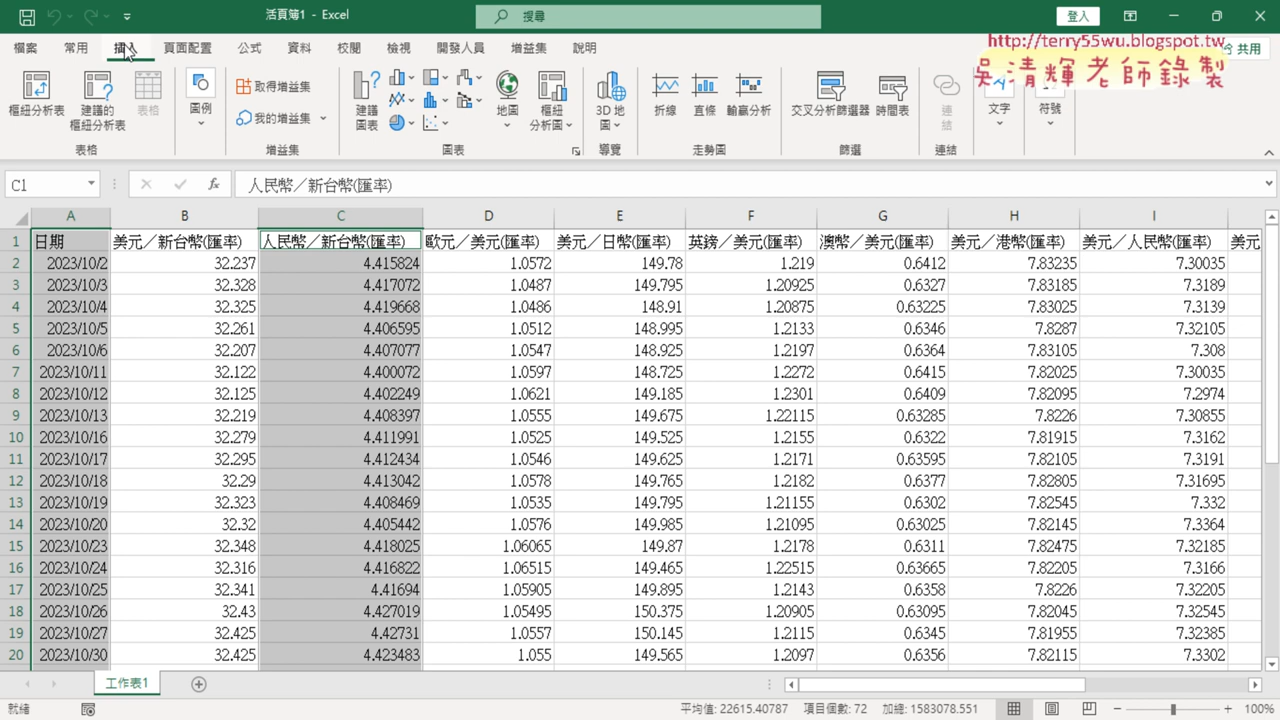 活頁簿1 - Excel
搜尋
登入
檔案 常用 插入 頁面配置 公式 資料 校閱 檢視 開發人員 增益集 說明
共用
http://terry55wu.blogspot.tw
吳清輝老師錄製
樞紐分析表 建議的樞紐分析表 表格 圖例 取得增益集 我的增益集 建議圖表 地圖 樞紐分析圖 3D 地圖 折線 直條 輸贏分析 交叉分析篩選器 時間表 連結 文字 符號
表格 增益集 圖表 導覽 走勢圖 篩選 連結
C1 fx 人民幣／新台幣(匯率)
A B C D E F G H I
1 日期 美元／新台幣(匯率) 人民幣／新台幣(匯率) 歐元／美元(匯率) 美元／日幣(匯率) 英鎊／美元(匯率) 澳幣／美元(匯率) 美元／港幣(匯率) 美元／人民幣(匯率) 美元
2 2023/10/2 32.237 4.415824 1.0572 149.78 1.219 0.6412 7.83235 7.30035
3 2023/10/3 32.328 4.417072 1.0487 149.795 1.20925 0.6327 7.83185 7.3189
4 2023/10/4 32.325 4.419668 1.0486 148.91 1.20875 0.63225 7.83025 7.3139
5 2023/10/5 32.261 4.406595 1.0512 148.995 1.2133 0.6346 7.8287 7.32105
6 2023/10/6 32.207 4.407077 1.0547 148.925 1.2197 0.6364 7.83105 7.308
7 2023/10/11 32.122 4.400072 1.0597 148.725 1.2272 0.6415 7.82025 7.30035
8 2023/10/12 32.125 4.402249 1.0621 149.185 1.2301 0.6409 7.82095 7.2974
9 2023/10/13 32.219 4.408397 1.0555 149.675 1.22115 0.63285 7.8226 7.30855
10 2023/10/16 32.279 4.411991 1.0525 149.525 1.2155 0.6322 7.81915 7.3162
11 2023/10/17 32.295 4.412434 1.0546 149.625 1.2171 0.63595 7.82105 7.3191
12 2023/10/18 32.29 4.413042 1.0578 149.765 1.2182 0.6377 7.82805 7.31695
13 2023/10/19 32.323 4.408469 1.0535 149.795 1.21155 0.6302 7.82545 7.332
14 2023/10/20 32.32 4.405442 1.0576 149.985 1.21095 0.63025 7.82145 7.3364
15 2023/10/23 32.348 4.418025 1.06065 149.87 1.2178 0.6311 7.82475 7.32185
16 2023/10/24 32.316 4.416822 1.06515 149.465 1.22515 0.63665 7.82205 7.3166
17 2023/10/25 32.341 4.41694 1.05905 149.895 1.2143 0.6358 7.8226 7.32205
18 2023/10/26 32.43 4.427019 1.05495 150.375 1.20905 0.63095 7.82045 7.32545
19 2023/10/27 32.425 4.42731 1.0557 150.145 1.2115 0.6345 7.81955 7.32385
20 2023/10/30 32.425 4.423483 1.055 149.565 1.2097 0.6356 7.82115 7.3302
工作表1
就緒 平均值: 22615.40787 項目個數: 72 加總: 1583078.551 100%